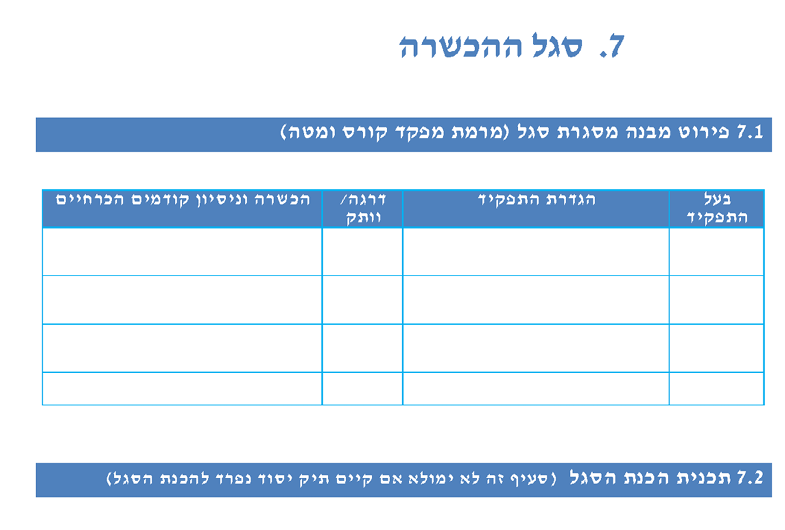 7. סגל ההכשרה
7.1 פירוט מבנה מסגרת סגל (מרמת מפקד קורס ומטה)
בעל התפקיד
הגדרת התפקיד
דרגה/ וותק
הכשרה וניסיון קודמים הכרחיים
7.2 תכנית הכנת הסגל (סעיף זה לא ימולא אם קיים תיק יסוד נפרד להכנת הסגל)